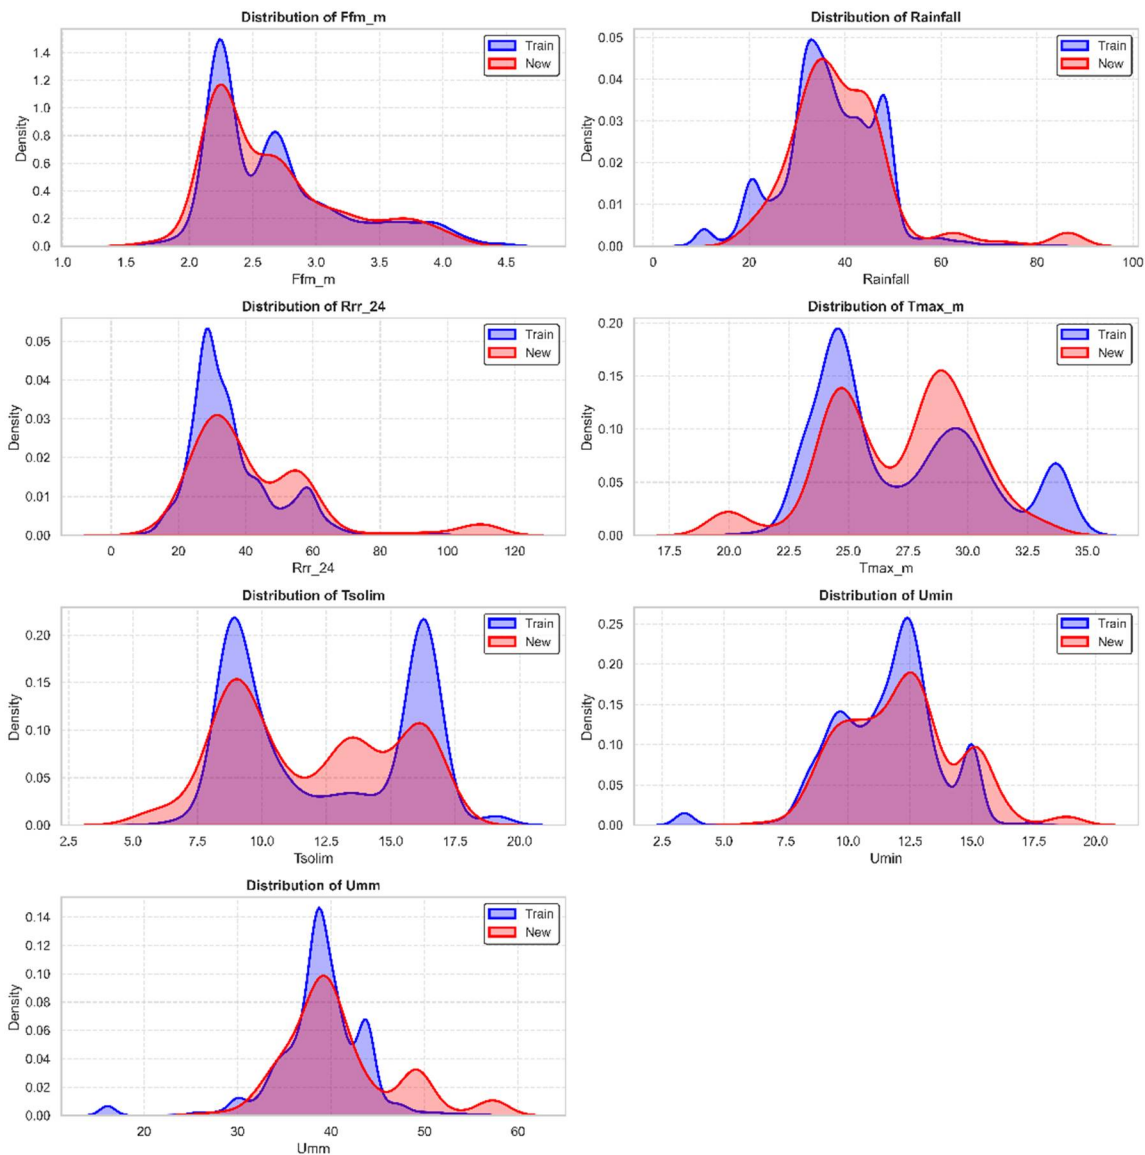 Distribution of Ffm_m
Density
1.4
1.2
1.0
0.8
0.6
0.4
0.2
0.0
Train
New
1.0 1.5 2.0 2.5 3.0 3.5 4.0 4.5
Ffm_m
Distribution of Rainfall
Density
0.05
0.04
0.03
0.02
0.01
0.00
Train
New
0 20 40 60 80 100
Rainfall
Distribution of Rrr_24
Density
0.05
0.04
0.03
0.02
0.01
0.00
Train
New
0 20 40 60 80 100 120
Rrr_24
Distribution of Tmax_m
Density
0.20
0.15
0.10
0.05
0.00
Train
New
17.5 20.0 22.5 25.0 27.5 30.0 32.5 35.0
Tmax_m
Distribution of Tsolim
Density
0.20
0.15
0.10
0.05
0.00
Train
New
2.5 5.0 7.5 10.0 12.5 15.0 17.5 20.0
Tsolim
Distribution of Umin
Density
0.25
0.20
0.15
0.10
0.05
0.00
Train
New
2.5 5.0 7.5 10.0 12.5 15.0 17.5 20.0
Umin
Distribution of Umm
Density
0.14
0.12
0.10
0.08
0.06
0.04
0.02
0.00
Train
New
20 30 40 50 60
Umm